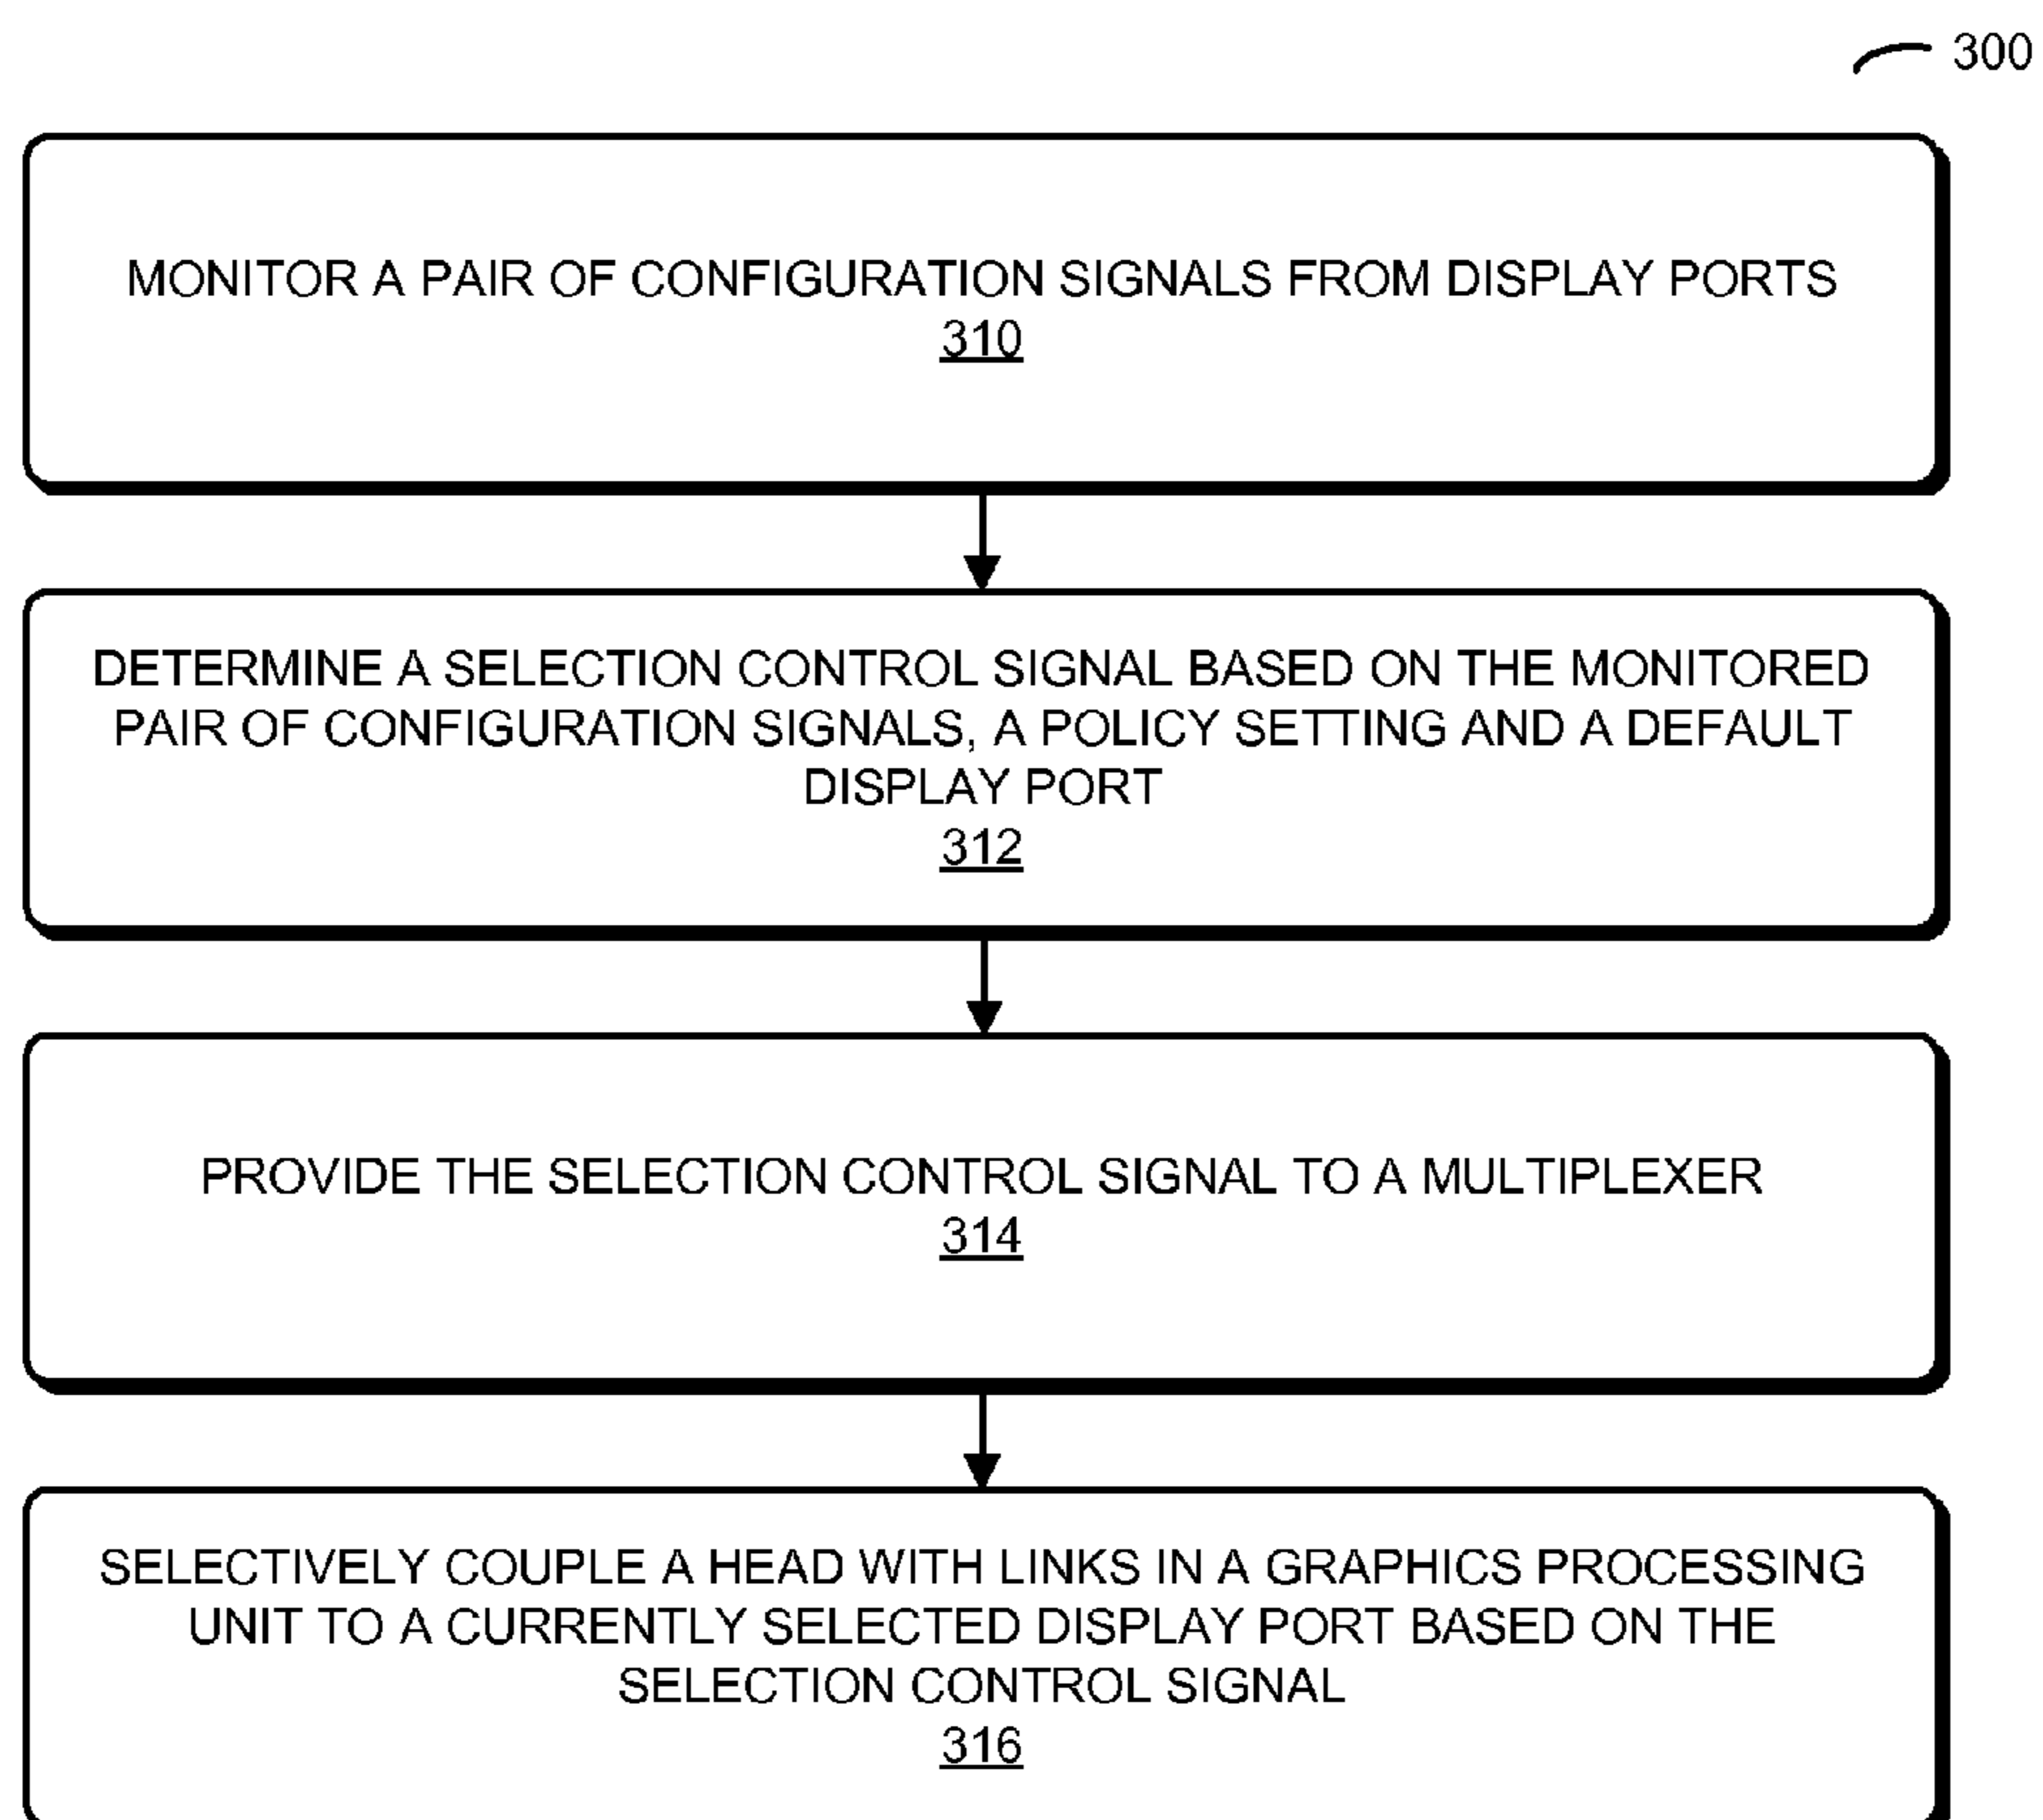 300
MONITOR A PAIR OF CONFIGURATION SIGNALS FROM DISPLAY PORTS
310
DETERMINE A SELECTION CONTROL SIGNAL BASED ON THE MONITORED
PAIR OF CONFIGURATION SIGNALS, A POLICY SETTING AND A DEFAULT
DISPLAY PORT
312
PROVIDE THE SELECTION CONTROL SIGNAL TO A MULTIPLEXER
314
SELECTIVELY COUPLE A HEAD WITH LINKS IN A GRAPHICS PROCESSING
UNIT TO A CURRENTLY SELECTED DISPLAY PORT BASED ON THE
SELECTION CONTROL SIGNAL
316